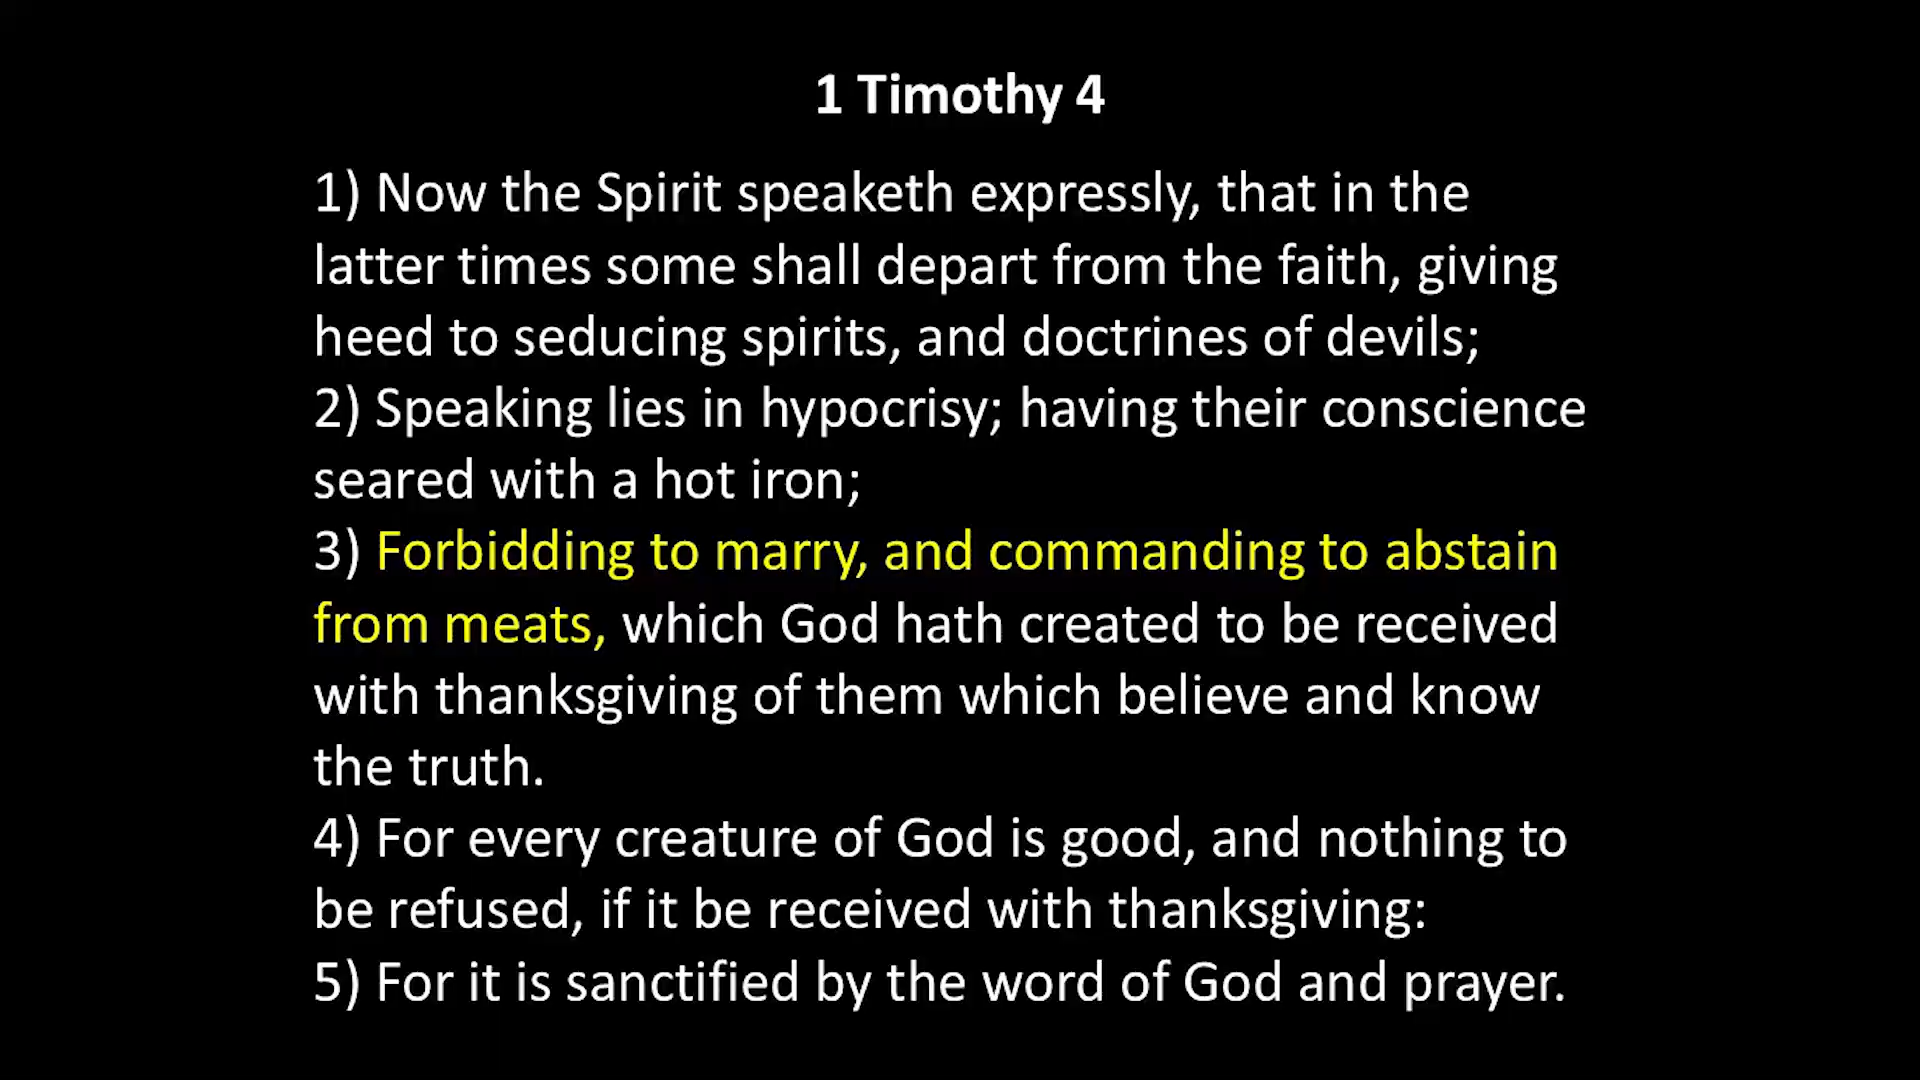 1 Timothy 4
1) Now the Spirit speaketh expressly, that in the
latter times some shall depart from the faith, giving
heed to seducing spirits, and doctrines of devils;
2) Speaking lies in hypocrisy; having their conscience
seared with a hot iron;
3) Forbidding to marry, and commanding to abstain
from meats, which God hath created to be received
with thanksgiving of them which believe and know
the truth.
4) For every creature of God is good, and nothing to
be refused, if it be received with thanksgiving:
5) For it is sanctified by the word of God and prayer.